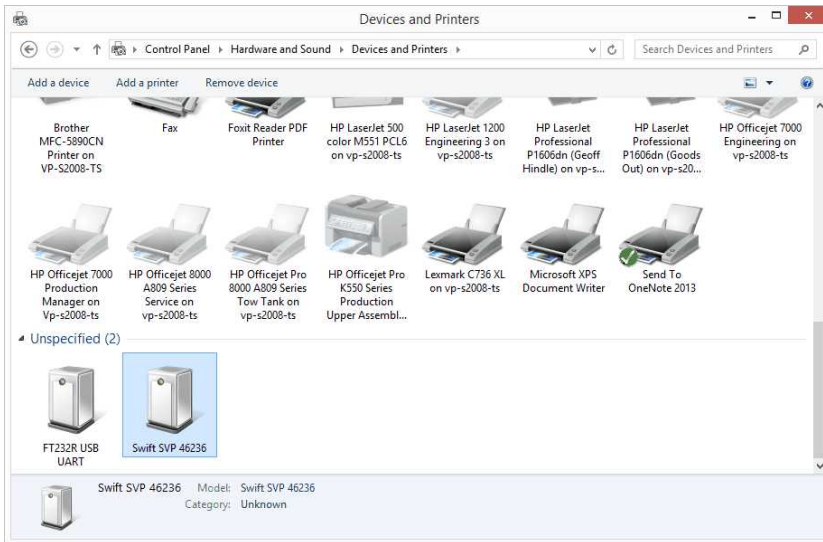 Devices and Printers
Control Panel Hardware and Sound Devices and Printers
Search Devices and Printers
Add a device Add a printer Remove device
Brother Fax Foxit Reader PDF HP LaserJet 500 HP LaserJet 1200 HP LaserJet HP LaserJet HP Officejet 7000
MFC-5890CN Printer color M551 PCL6 Engineering 3 on Professional Professional Engineering on
Printer on on vp-s2008-ts vp-s2008-ts P1606dn (Geoff P1606dn (Goods vp-s2008-ts
VP-S2008-TS Hindle) on vp-s... Out) on vp-s20...
HP Officejet 7000 HP Officejet 8000 HP Officejet Pro HP Officejet Pro Lexmark C736 XL Microsoft XPS Send To
Production A809 Series 8000 A809 Series K550 Series on vp-s2008-ts Document Writer OneNote 2013
Manager on Service on Tow Tank on Production
Vp-s2008-ts vp-s2008-ts vp-s2008-ts Upper Assembl...
Unspecified (2)
FT232R USB Swift SVP 46236
UART
Swift SVP 46236 Model: Swift SVP 46236
Category: Unknown